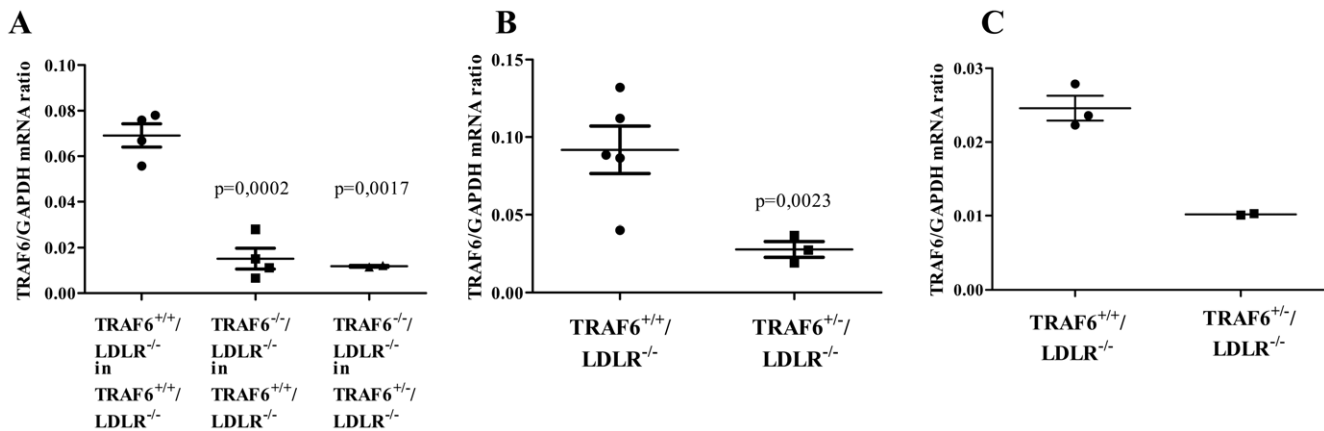 A
TRAF6/GAPDH mRNA ratio
0.10
0.08
0.06
0.04
0.02
0.00
p=0,0002
p=0,0017
TRAF6+/+/
LDLR-/-
in
TRAF6+/+/
LDLR-/-
TRAF6-/-/
LDLR-/-
in
TRAF6+/+/
LDLR-/-
TRAF6-/-/
LDLR-/-
in
TRAF6+/-/
LDLR-/-
B
TRAF6/GAPDH mRNA ratio
0.15
0.10
0.05
0.00
p=0,0023
TRAF6+/+/
LDLR-/-
TRAF6+/-/
LDLR-/-
C
TRAF6/GAPDH mRNA ratio
0.03
0.02
0.01
0.00
TRAF6+/+/
LDLR-/-
TRAF6+/-/
LDLR-/-